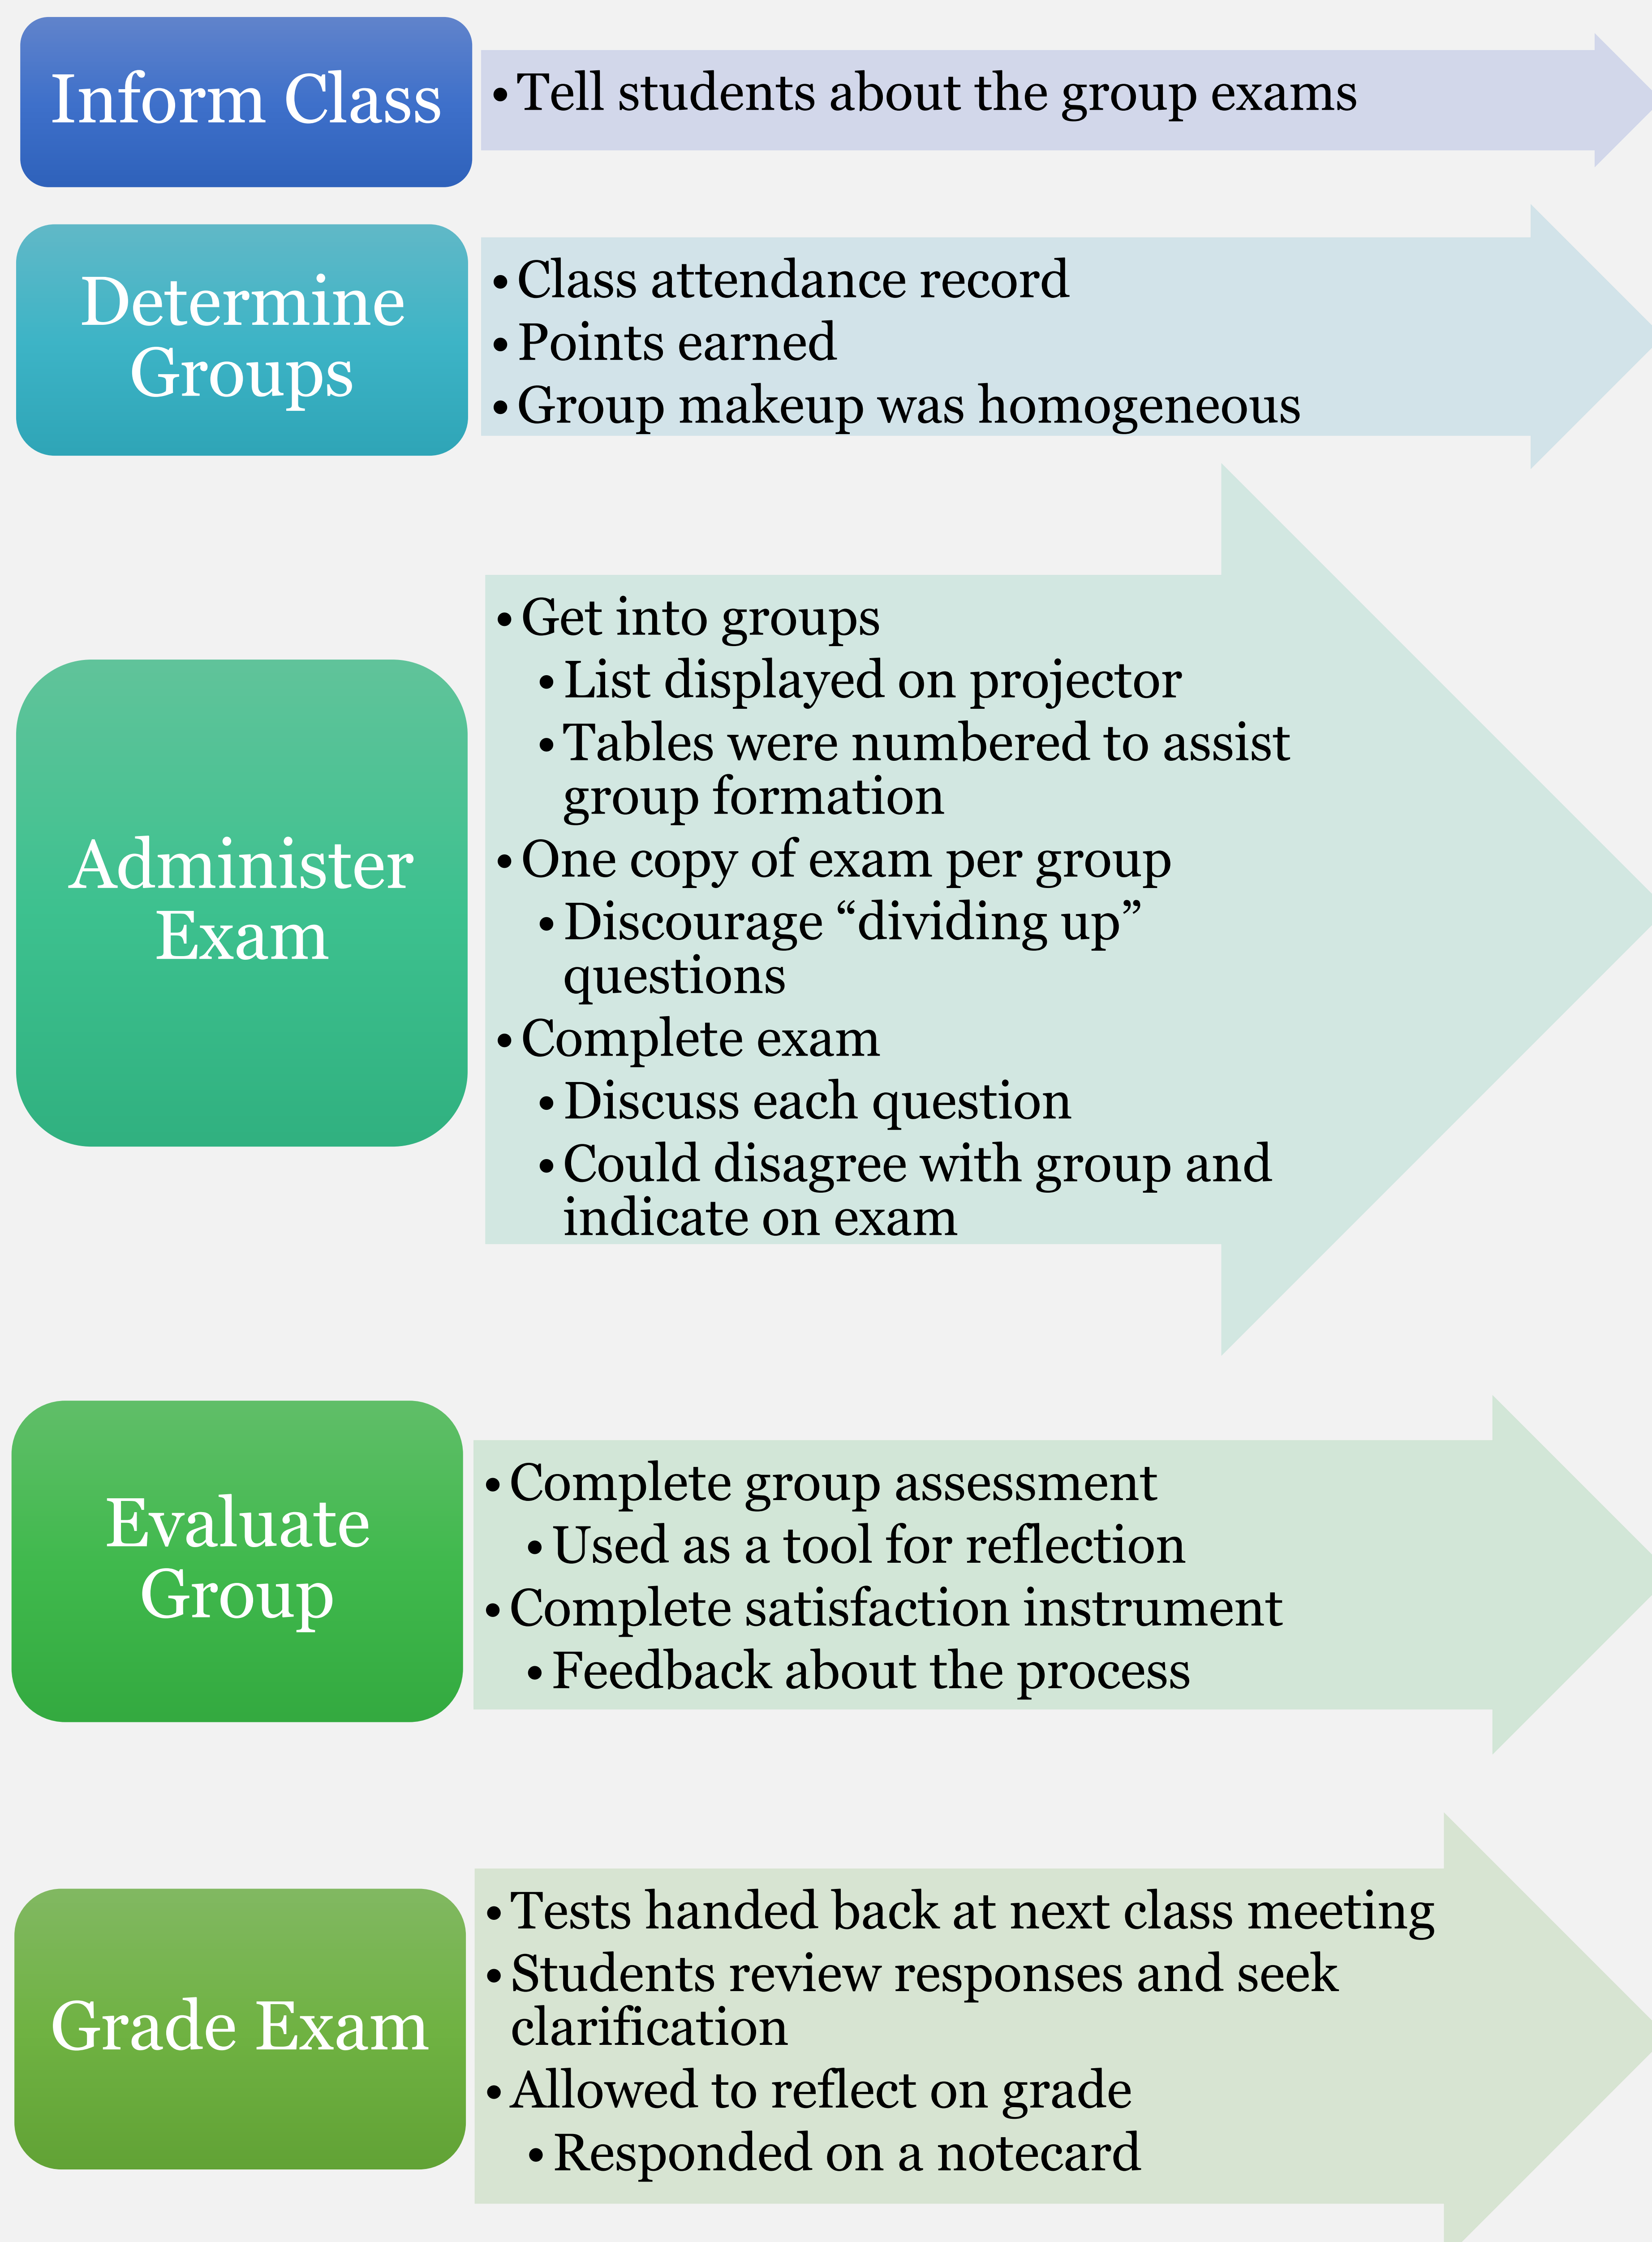 Inform Class
• Tell students about the group exams
Determine
Groups
• Class attendance record
• Points earned
• Group makeup was homogeneous
Administer
Exam
• Get into groups
• List displayed on projector
• Tables were numbered to assist
group formation
• One copy of exam per group
• Discourage “dividing up”
questions
• Complete exam
• Discuss each question
• Could disagree with group and
indicate on exam
Evaluate
Group
• Complete group assessment
• Used as a tool for reflection
• Complete satisfaction instrument
• Feedback about the process
Grade Exam
• Tests handed back at next class meeting
• Students review responses and seek
clarification
• Allowed to reflect on grade
• Responded on a notecard